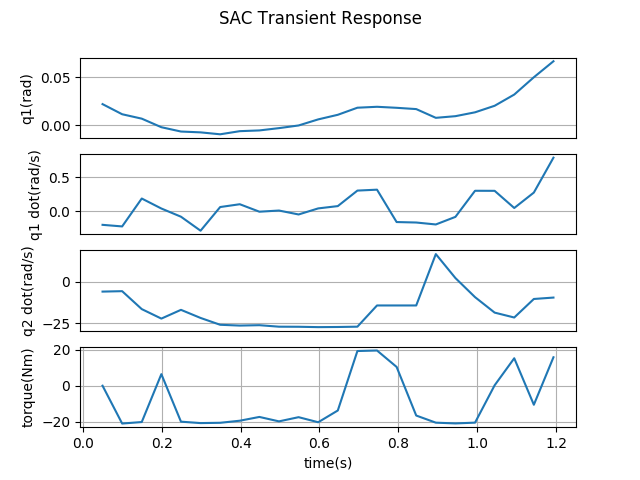 SAC Transient Response
q1(rad)
0.05
0.00
q1 dot(rad/s)
0.5
0.0
q2 dot(rad/s)
0
−25
torque(Nm)
20
0
−20
0.0 0.2 0.4 0.6 0.8 1.0 1.2
time(s)